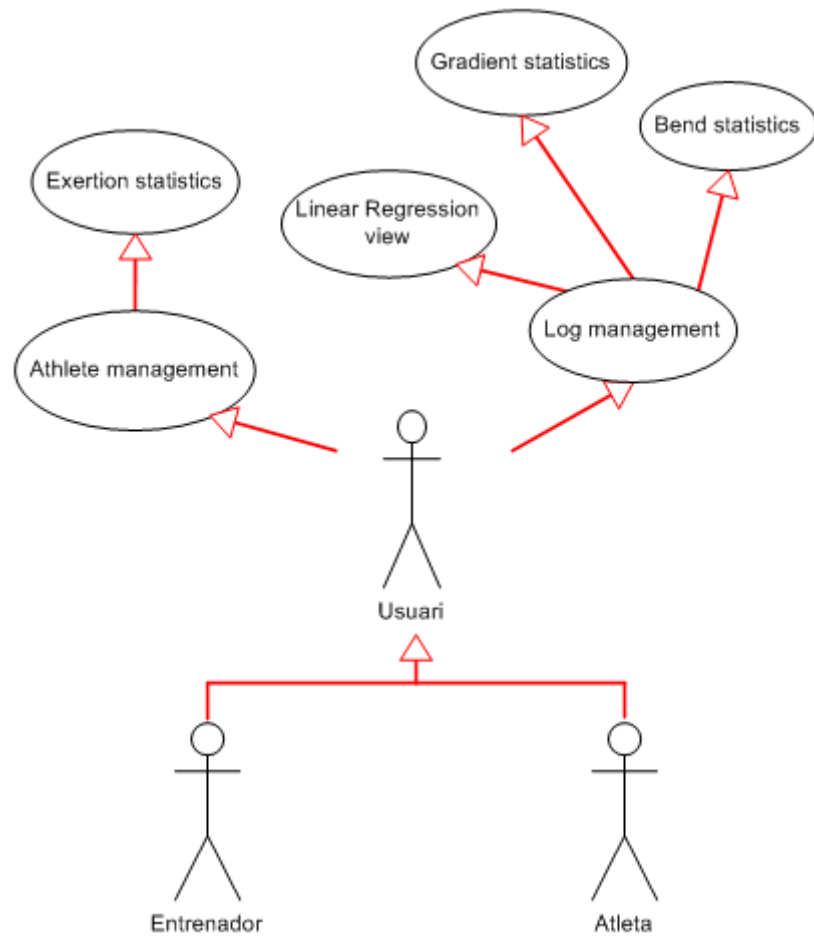 Gradient statistics
Bend statistics
Exertion statistics
Linear Regression
view
Log management
Athlete management
Usuari
Entrenador
Atleta